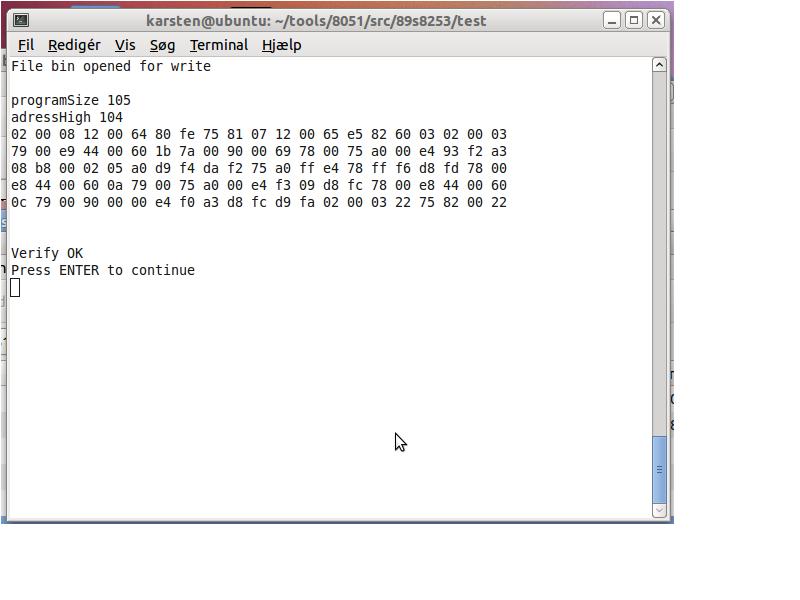 karsten@ubuntu: ~/tools/8051/src/89s8253/test
Fil Redigér Vis Søg Terminal Hjælp
File bin opened for write
programSize 105
adressHigh 104
02 00 08 12 00 64 80 fe 75 81 07 12 00 65 e5 82 60 03 02 00 03
79 00 e9 44 00 60 1b 7a 00 90 00 69 78 00 75 a0 00 e4 93 f2 a3
08 b8 00 02 05 a0 d9 f4 da f2 75 a0 ff e4 78 ff f6 d8 fd 78 00
e8 44 00 60 0a 79 00 75 a0 00 e4 f3 09 d8 fc 78 00 e8 44 00 60
0c 79 00 90 00 00 e4 f0 a3 d8 fc d9 fa 02 00 03 22 75 82 00 22
Verify OK
Press ENTER to continue